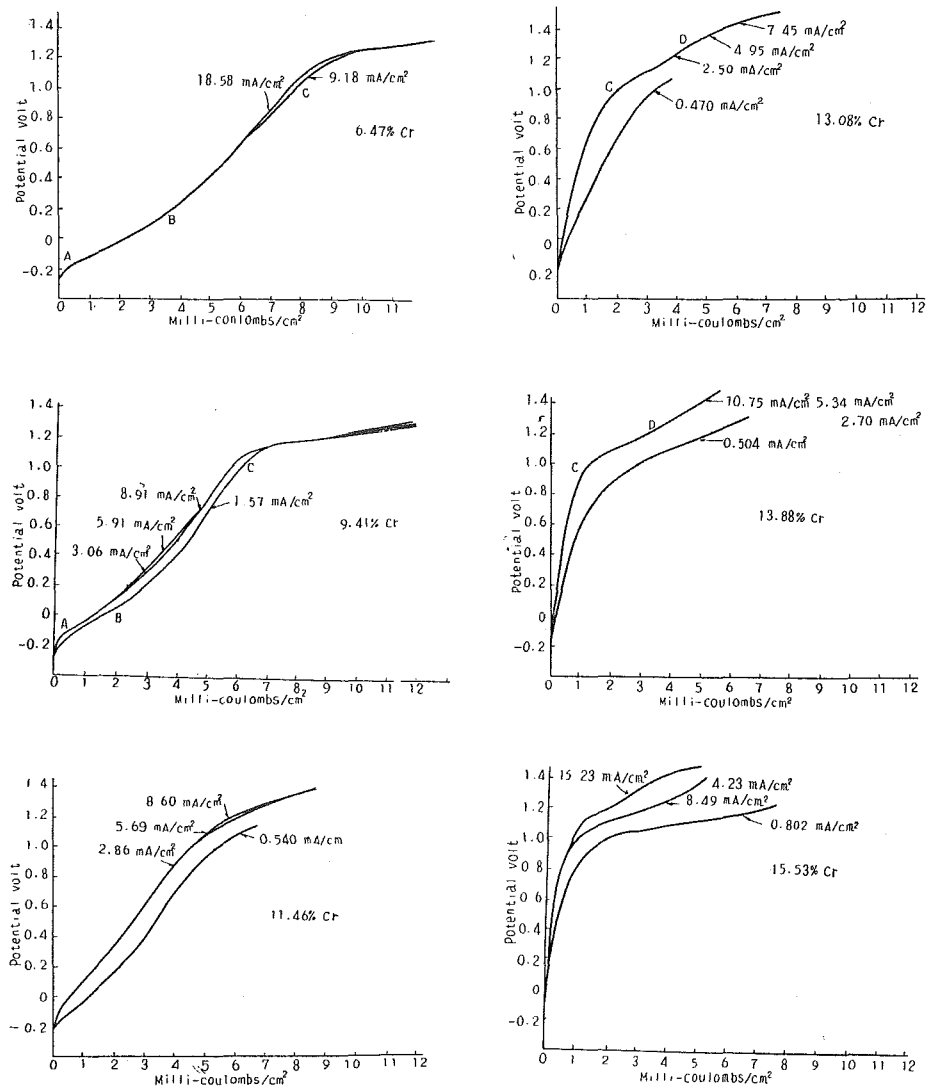 1.4
1.2
1.0
0.8
0.6
0.4
0.2
0
-0.2
Potential volt
18.58 mA/cm²
9.18 mA/cm²
C
6.47% Cr
B
A
0 1 2 3 4 5 6 7 8 9 10 11
Milli-conlombs/cm²
1.4
1.2
1.0
0.8
0.6
0.4
0.2
0
0.2
Potential volt
7 45 mA/cm²
D
4 95 mA/cm²
2.50 mA/cm²
C
0.470 mA/cm²
13.08% Cr
0 1 2 3 4 5 6 7 8 9 10 11 12
Milli-coulombs/cm²
1.4
1.2
1.0
0.8
0.6
0.4
0.2
0
-0.2
Potential volt
C
8.91 mA/cm²
1.57 mA/cm²
5.91 mA/cm²
9.41% Cr
3.06 mA/cm²
A
B
0 1 2 3 4 5 6 7 8₂ 9 10 11 12
Milli-coulombs/cm²
1.4
1.2
1.0
0.8
0.6
0.4
0.2
0
-0.2
Potential volt
10.75 mA/cm² 5.34 mA/cm²
D
2.70 mA/cm²
0.504 mA/cm²
C
13.88% Cr
0 1 2 3 4 5 6 7 8 9 10 11 12
Milli-coulombs/cm²
1.4
1.2
1.0
0.8
0.6
0.4
0.2
0
-0.2
Potential volt
8 60 mA/cm²
5.69 mA/cm²
0.540 mA/cm
2.86 mA/cm²
11.46% Cr
0 1 2 3 4 5 6 7 8 9 10 11 12
Milli-coulombs/cm²
1.4
1.2
1.0
0.8
0.6
0.4
0.2
0
-0.2
Potential volt
15 23 mA/cm²
4.23 mA/cm²
8.49 mA/cm²
0.802 mA/cm²
15.53% Cr
0 1 2 3 4 5 6 7 8 9 10 11 12
Milli-coulombs/cm²